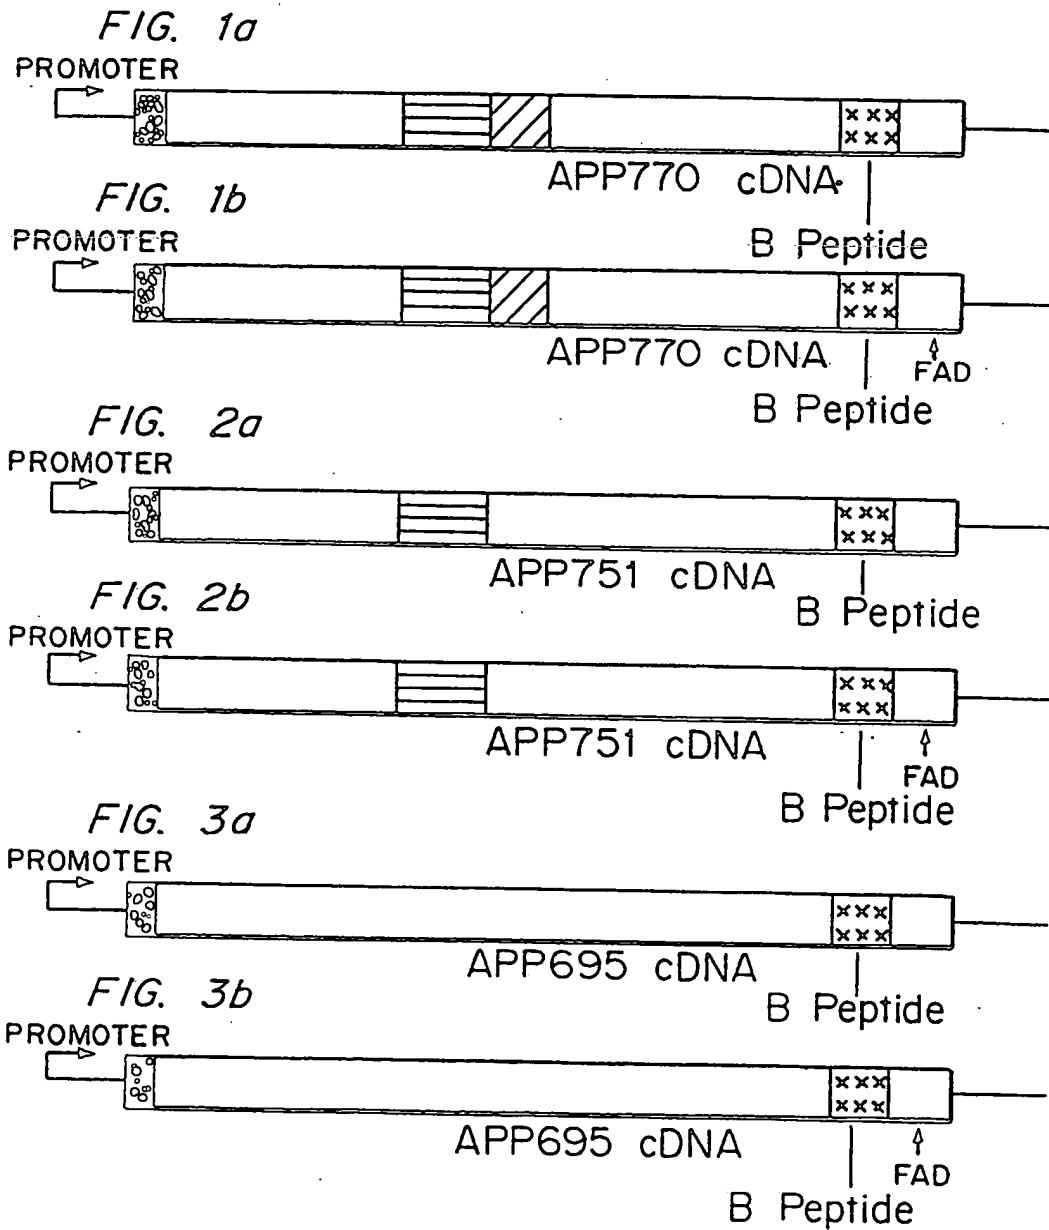 FIG. 1a
PROMOTER
APP770 cDNA
B Peptide
FIG. 1b
PROMOTER
APP770 cDNA
FAD
B Peptide
FIG. 2a
PROMOTER
APP751 cDNA
B Peptide
FIG. 2b
PROMOTER
APP751 cDNA
FAD
B Peptide
FIG. 3a
PROMOTER
APP695 cDNA
B Peptide
FIG. 3b
PROMOTER
APP695 cDNA
FAD
B Peptide